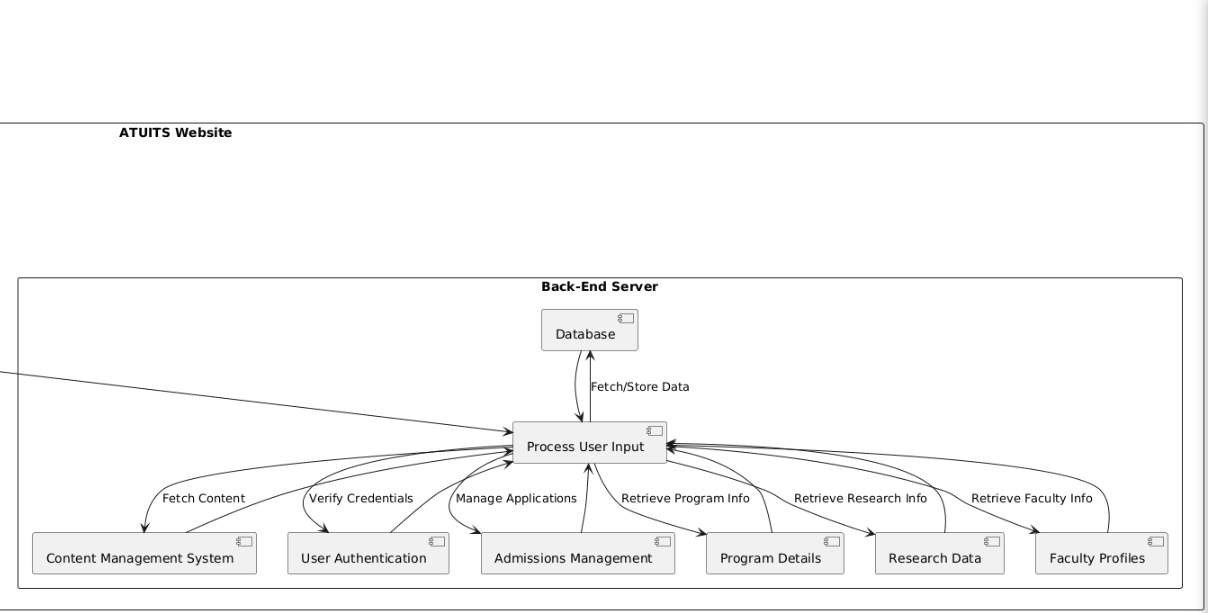 ATUITS Website
Back-End Server
Database
Fetch/Store Data
Process User Input
Fetch Content
Verify Credentials
Manage Applications
Retrieve Program Info
Retrieve Research Info
Retrieve Faculty Info
Content Management System
User Authentication
Admissions Management
Program Details
Research Data
Faculty Profiles